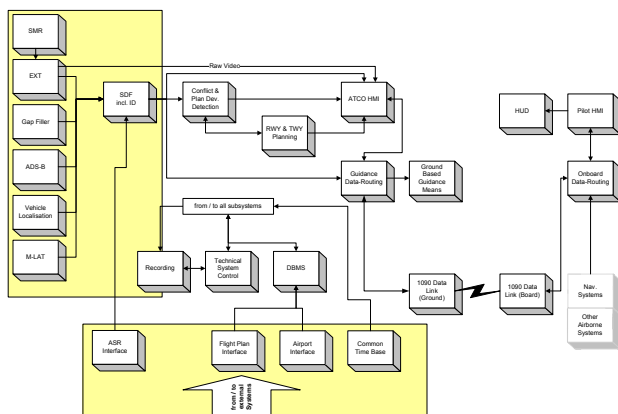 SMR
EXT
Raw Video
Gap Filler
ADS-B
Vehicle
Localisation
M-LAT
SDF
incl. ID
Conflict &
Plan Dev.
Detection
RWY & TWY
Planning
ATCO HMI
HUD
Pilot HMI
Guidance
Data-Routing
Ground
Based
Guidance
Means
Onboard
Data-Routing
from / to all subsystems
Recording
Technical
System
Control
DBMS
1090 Data
Link
(Ground)
1090 Data
Link (Board)
Nav.
Systems
Other
Airborne
Systems
ASR
Interface
Flight Plan
Interface
Airport
Interface
Common
Time Base
from / to
external
Systems